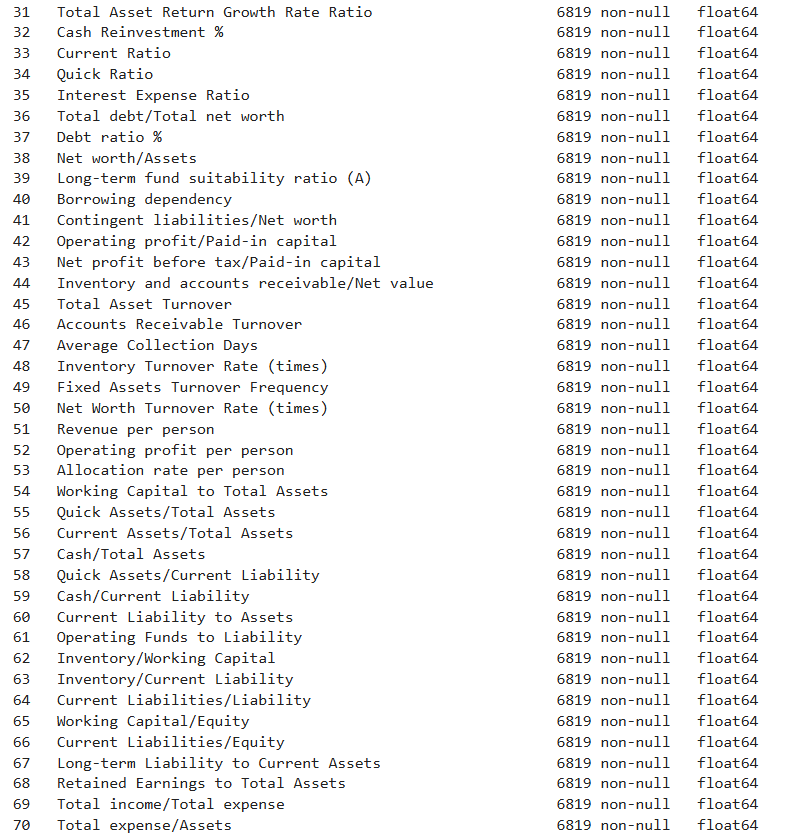 31 Total Asset Return Growth Rate Ratio 6819 non-null float64
32 Cash Reinvestment % 6819 non-null float64
33 Current Ratio 6819 non-null float64
34 Quick Ratio 6819 non-null float64
35 Interest Expense Ratio 6819 non-null float64
36 Total debt/Total net worth 6819 non-null float64
37 Debt ratio % 6819 non-null float64
38 Net worth/Assets 6819 non-null float64
39 Long-term fund suitability ratio (A) 6819 non-null float64
40 Borrowing dependency 6819 non-null float64
41 Contingent liabilities/Net worth 6819 non-null float64
42 Operating profit/Paid-in capital 6819 non-null float64
43 Net profit before tax/Paid-in capital 6819 non-null float64
44 Inventory and accounts receivable/Net value 6819 non-null float64
45 Total Asset Turnover 6819 non-null float64
46 Accounts Receivable Turnover 6819 non-null float64
47 Average Collection Days 6819 non-null float64
48 Inventory Turnover Rate (times) 6819 non-null float64
49 Fixed Assets Turnover Frequency 6819 non-null float64
50 Net Worth Turnover Rate (times) 6819 non-null float64
51 Revenue per person 6819 non-null float64
52 Operating profit per person 6819 non-null float64
53 Allocation rate per person 6819 non-null float64
54 Working Capital to Total Assets 6819 non-null float64
55 Quick Assets/Total Assets 6819 non-null float64
56 Current Assets/Total Assets 6819 non-null float64
57 Cash/Total Assets 6819 non-null float64
58 Quick Assets/Current Liability 6819 non-null float64
59 Cash/Current Liability 6819 non-null float64
60 Current Liability to Assets 6819 non-null float64
61 Operating Funds to Liability 6819 non-null float64
62 Inventory/Working Capital 6819 non-null float64
63 Inventory/Current Liability 6819 non-null float64
64 Current Liabilities/Liability 6819 non-null float64
65 Working Capital/Equity 6819 non-null float64
66 Current Liabilities/Equity 6819 non-null float64
67 Long-term Liability to Current Assets 6819 non-null float64
68 Retained Earnings to Total Assets 6819 non-null float64
69 Total income/Total expense 6819 non-null float64
70 Total expense/Assets 6819 non-null float64